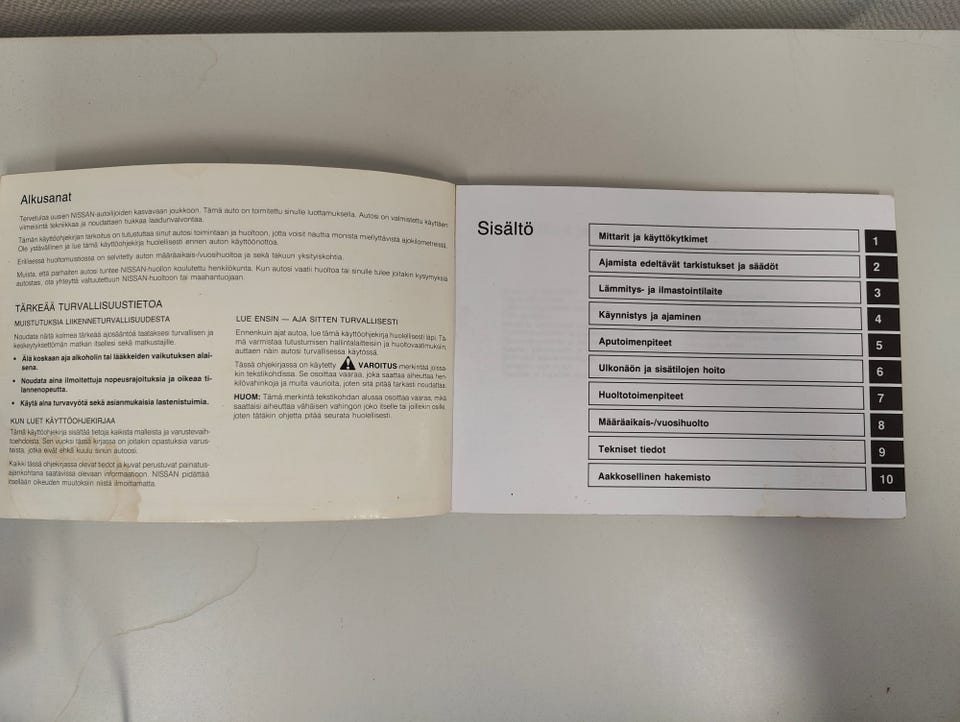 Alkusanat
Tervetuloa uusien NISSAN-autoilijoiden kasvavaan joukkoon. Tämä auto on toimitettu sinulle luottamuksella. Autosi on valmistettu käyttäen
viimeisintä tekniikkaa ja noudattaen tiukkaa laadunvalvontaa.
Tämän käyttöohjekirjan tarkoitus on tutustuttaa sinut autosi toimintaan ja huoltoon, jotta voisit nauttia monista miellyttävistä ajokilometreissä.
Ole ystävällinen ja lue tämä käyttöohjekirja huolellisesti ennen auton käyttöönottoa.
Erillisessä huoltomuistiossa on selvitetty auton määräaikais-/vuosihuoltoa ja sekä takuun yksityiskohtia.
Muista, että parhaiten autosi tuntee NISSAN-huollon koulutettu henkilökunta. Kun autosi vaatii huoltoa tai sinulle tulee joitakin kysymyksiä
autostas, ota yhteyttä valtuutettuun NISSAN-huoltoon tai maahantuojaan.
TÄRKEÄÄ TURVALLISUUSTIETOA
MUISTUTUKSIA LIIKENNETURVALLISUUDESTA
Noudata näitä kolmea tärkeää ajosääntöä taataksesi turvallisen ja
keskeytyksettömän matkan itsellesi sekä matkustajille.
• Älä koskaan aja alkoholin tai lääkkeiden vaikutuksen alai-
sena.
• Noudata aina ilmoitettuja nopeusrajoituksia ja oikeaa ti-
lannenopeutta.
• Käytä aina turvavyötä sekä asianmukaisia lastenistuimia.
KUN LUET KÄYTTÖOHJEKIRJAA
Tämä käyttöohjekirja sisältää tietoja kaikista malleista ja varustevaih-
toehdoista. Sen vuoksi tässä kirjassa on joitakin opastuksia varus-
teista, jotka eivät ehkä kuulu sinun autoosi.
Kaikki tässä ohjekirjassa olevat tiedot ja kuvat perustuvat painatus-
ajankohtana saatavissa olevaan informaatioon. NISSAN pidättää
itsellään oikeuden muutoksiin niistä ilmoittamatta.
LUE ENSIN — AJA SITTEN TURVALLISESTI
Ennenkuin ajat autoa, lue tämä käyttöohjekirja huolellisesti läpi. Tä-
mä varmistaa tutustumisen hallintalaitteisiin ja huoltovaatimuksiin,
auttaen näin autosi turvallisessa käytössä.
Tässä ohjekirjassa on käytetty VAROITUS merkintää joissa-
kin tekstikohdissa. Se osoittaa vaaraa, joka saattaa aiheuttaa hen-
kilövahinkoja ja muita vaurioita, joten sitä pitää tarkasti noudattaa.
HUOM: Tämä merkintä tekstikohdan alussa osoittaa vaaraa, mikä
saattaisi aiheuttaa vähäisen vahingon joko itselle tai joillekin osille,
joten tätäkin ohjetta pitää seurata huolellisesti.
Sisältö
Mittarit ja käyttökytkimet 1
Ajamista edeltävät tarkistukset ja säädöt 2
Lämmitys- ja ilmastointilaite 3
Käynnistys ja ajaminen 4
Aputoimenpiteet 5
Ulkonäön ja sisätilojen hoito 6
Huoltotoimenpiteet 7
Määräaikais-/vuosihuolto 8
Tekniset tiedot 9
Aakkosellinen hakemisto 10